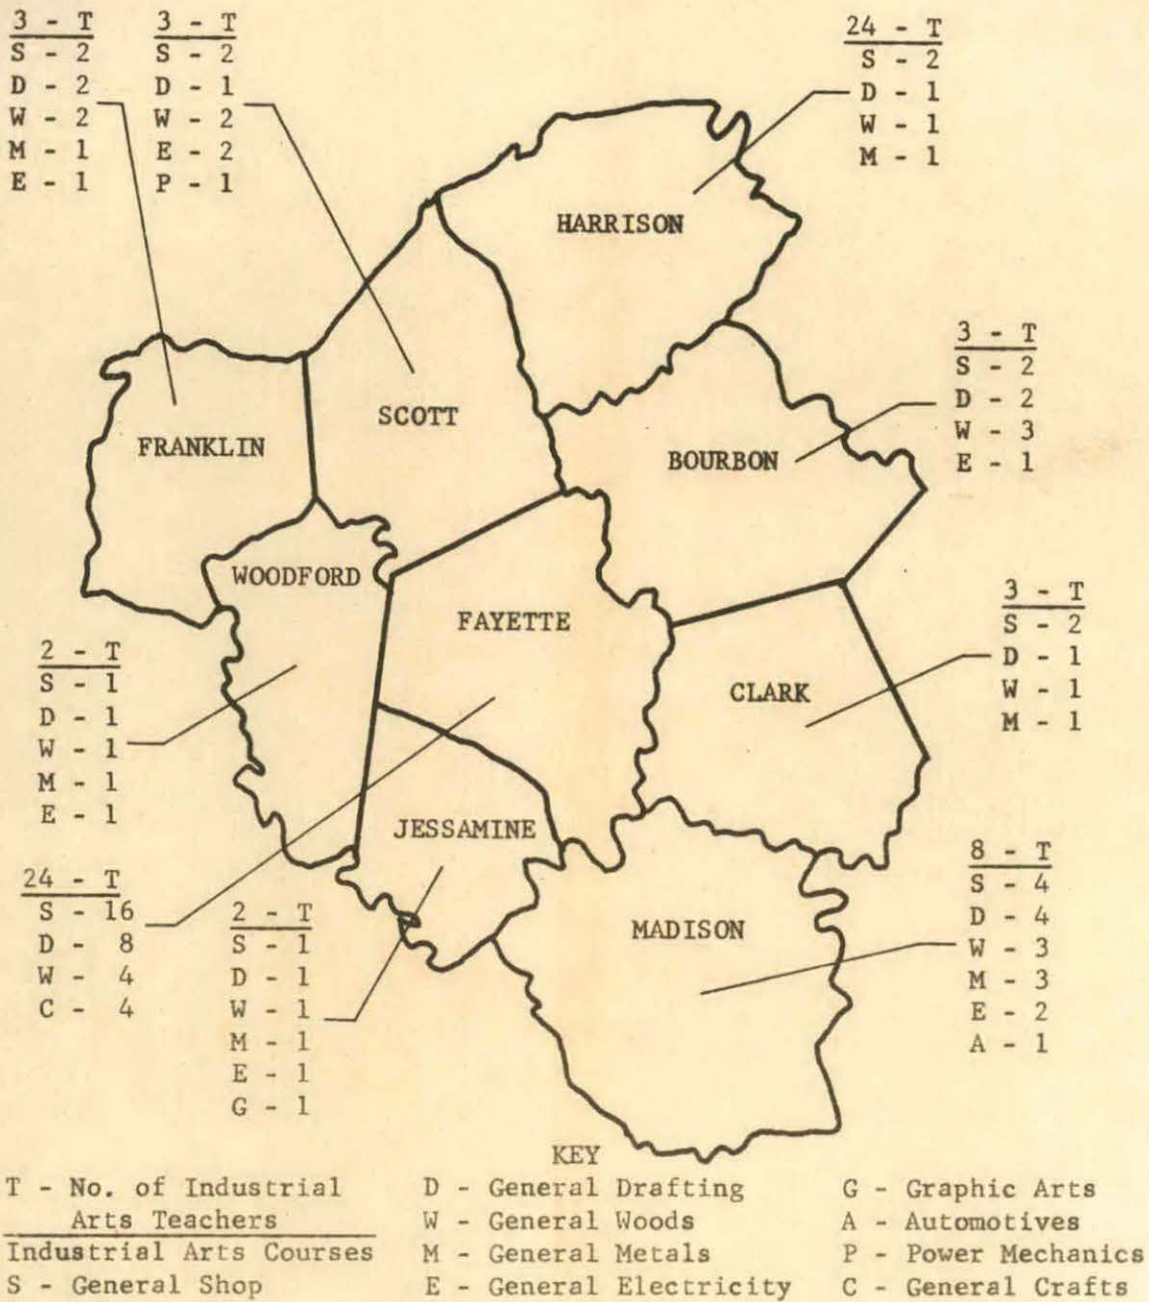 3 - T
S - 2
D - 2
W - 2
M - 1
E - 1
3 - T
S - 2
D - 1
W - 2
E - 2
P - 1
24 - T
S - 2
D - 1
W - 1
M - 1
HARRISON
3 - T
S - 2
D - 2
W - 3
E - 1
SCOTT
FRANKLIN
BOURBON
WOODFORD
FAYETTE
3 - T
S - 2
D - 1
W - 1
M - 1
2 - T
S - 1
D - 1
W - 1
M - 1
E - 1
CLARK
JESSAMINE
24 - T
S - 16
D - 8
W - 4
C - 4
2 - T
S - 1
D - 1
W - 1
M - 1
E - 1
G - 1
MADISON
8 - T
S - 4
D - 4
W - 3
M - 3
E - 2
A - 1
KEY
T - No. of Industrial
Arts Teachers
Industrial Arts Courses
S - General Shop
D - General Drafting
W - General Woods
M - General Metals
E - General Electricity
G - Graphic Arts
A - Automotives
P - Power Mechanics
C - General Crafts